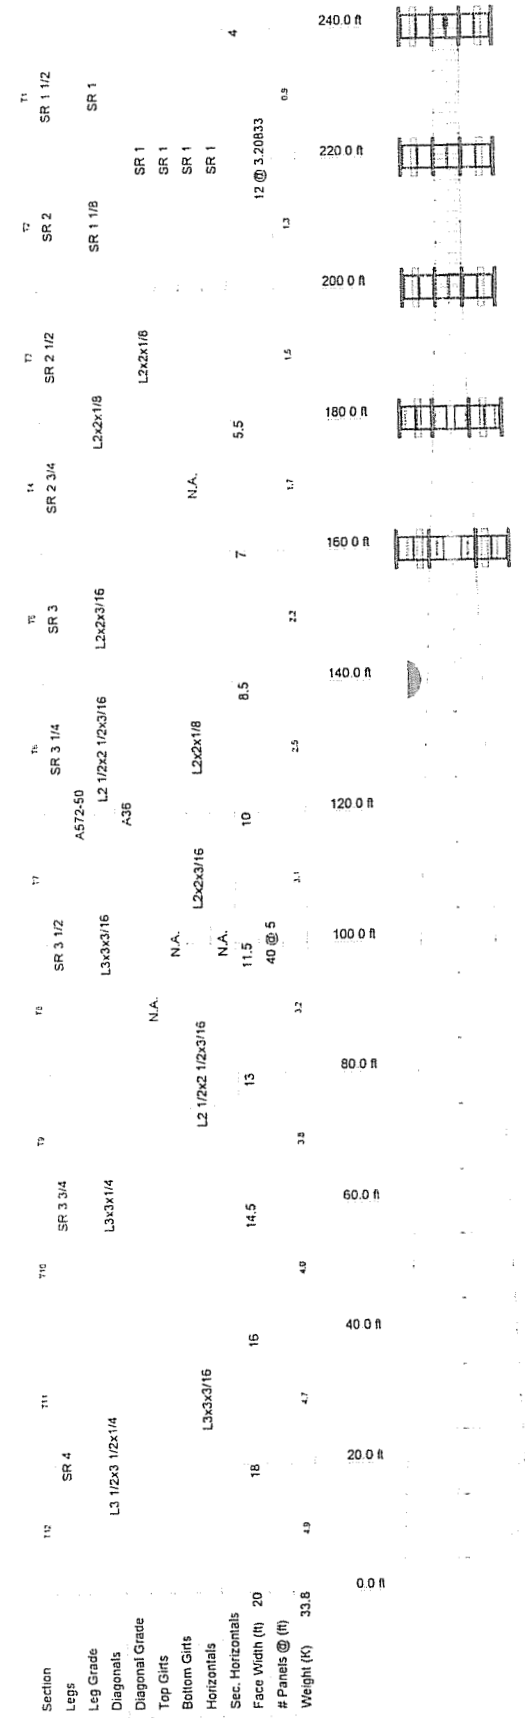 Section T12 T11 T10 T9 T8 T7 T6 T5 T4 T3 T2 T1
Legs SR 4 SR 3 3/4 SR 3 1/2 SR 3 1/4 SR 3 SR 2 3/4 SR 2 1/2 SR 2 SR 1 1/2
Leg Grade A572-50
Diagonals L3 1/2x3 1/2x1/4 L3x3x1/4 L3x3x3/16 L2 1/2x2 1/2x3/16 L2x2x3/16 L2x2x1/8 SR 1 1/8 SR 1
Diagonal Grade A36
Top Girts N.A. L2x2x1/8 SR 1
Bottom Girts N.A. SR 1
Horizontals L3x3x3/16 L2 1/2x2 1/2x3/16 L2x2x3/16 L2x2x1/8 N.A. SR 1
Sec. Horizontals N.A. SR 1
Face Width (ft) 20 18 16 14.5 13 11.5 10 8.5 7 5.5 4
# Panels @ (ft) 40 @ 5 12 @ 3.20833
Weight (K) 33.8 4.9 4.7 4.0 3.8 3.2 3.1 2.5 2.2 1.7 1.5 1.3 0.9
240.0 ft
220.0 ft
200.0 ft
180.0 ft
160.0 ft
140.0 ft
120.0 ft
100.0 ft
80.0 ft
60.0 ft
40.0 ft
20.0 ft
0.0 ft